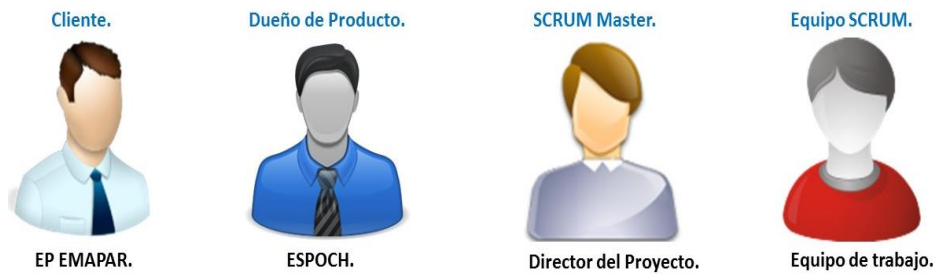 Cliente.
Dueño de Producto.
SCRUM Master.
Equipo SCRUM.
EP EMAPAR.
ESPOCH.
Director del Proyecto.
Equipo de trabajo.